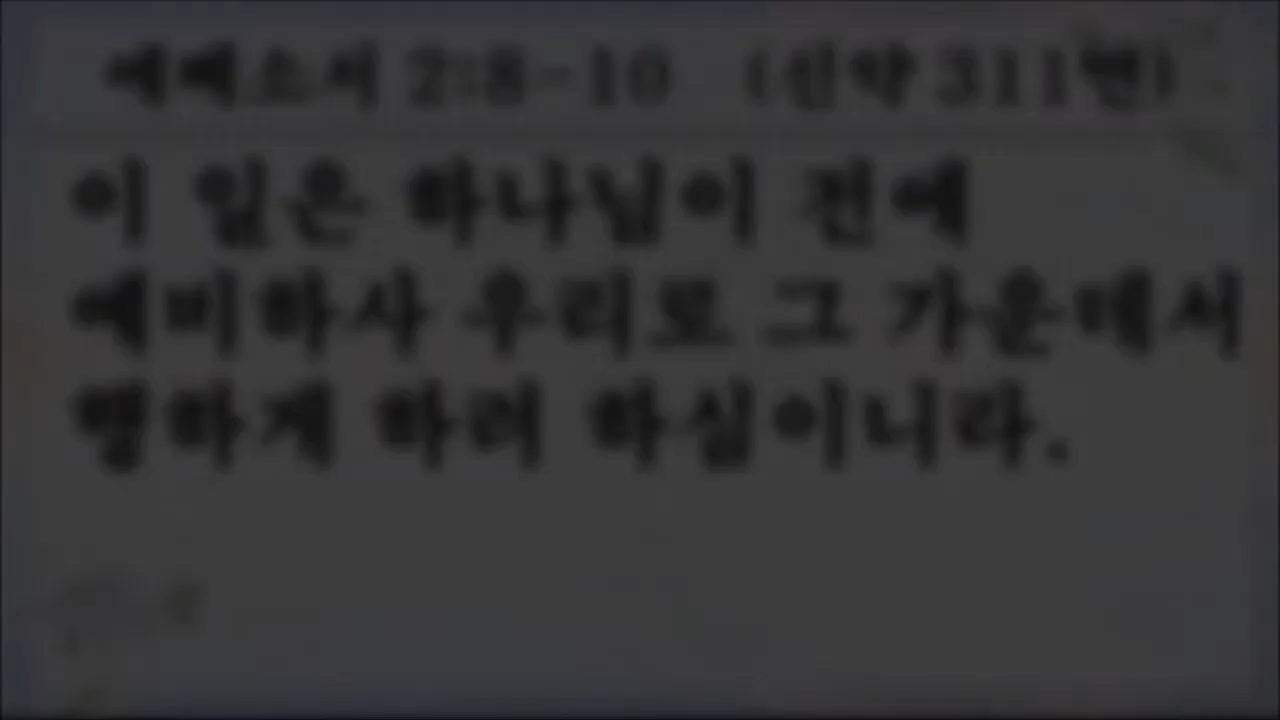 에베소서 2:8-10 (신약 311면)
이 일은 하나님이 전에
예비하사 우리로 그 가운데서
행하게 하려 하심이니라.